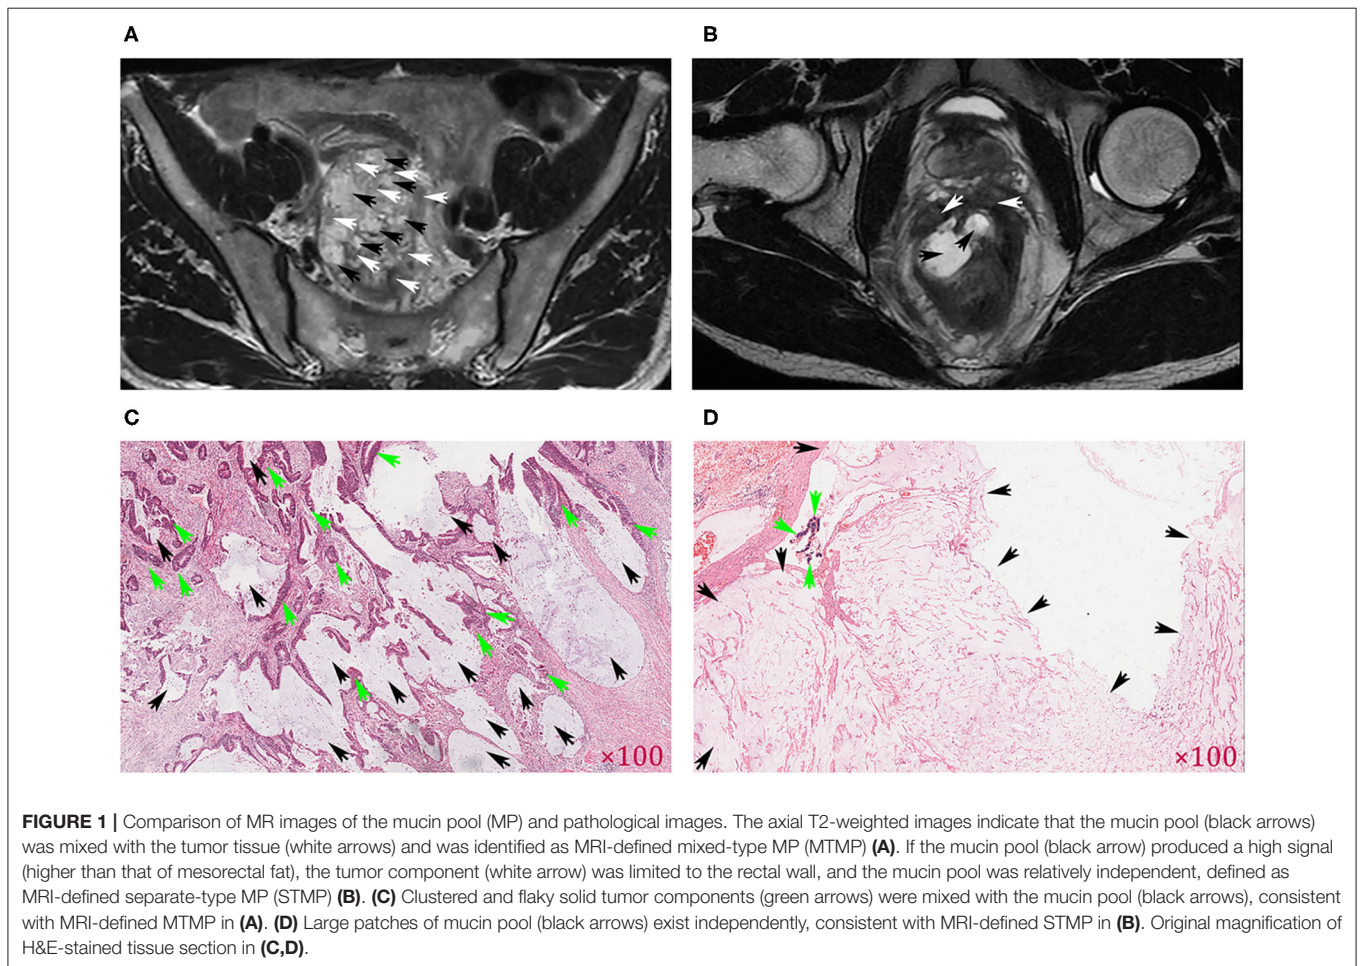 A
B
C
D
×100
×100
FIGURE 1 | Comparison of MR images of the mucin pool (MP) and pathological images. The axial T2-weighted images indicate that the mucin pool (black arrows)
was mixed with the tumor tissue (white arrows) and was identified as MRI-defined mixed-type MP (MTMP) (A). If the mucin pool (black arrow) produced a high signal
(higher than that of mesorectal fat), the tumor component (white arrow) was limited to the rectal wall, and the mucin pool was relatively independent, defined as
MRI-defined separate-type MP (STMP) (B). (C) Clustered and flaky solid tumor components (green arrows) were mixed with the mucin pool (black arrows), consistent
with MRI-defined MTMP in (A). (D) Large patches of mucin pool (black arrows) exist independently, consistent with MRI-defined STMP in (B). Original magnification of
H&E-stained tissue section in (C,D).